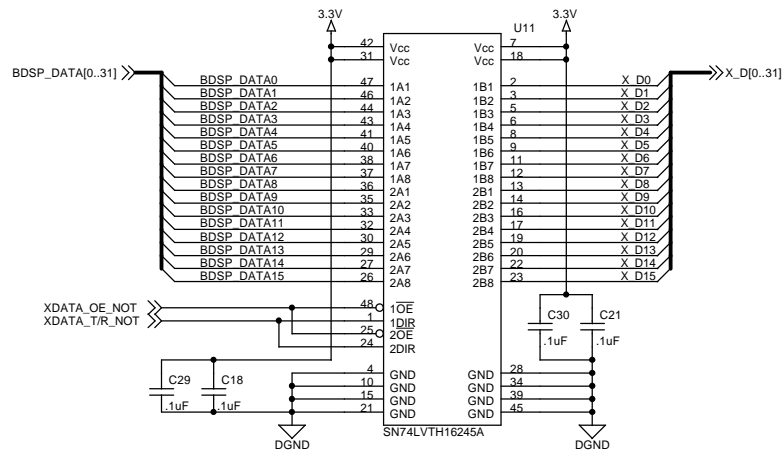 3.3V 3.3V
U11
42 Vcc Vcc 7
31 Vcc Vcc 18
BDSP_DATA[0..31] X_D[0..31]
BDSP_DATA0 47 1A1 1B1 2 X_D0
BDSP_DATA1 46 1A2 1B2 3 X_D1
BDSP_DATA2 44 1A3 1B3 5 X_D2
BDSP_DATA3 43 1A4 1B4 6 X_D3
BDSP_DATA4 41 1A5 1B5 8 X_D4
BDSP_DATA5 40 1A6 1B6 9 X_D5
BDSP_DATA6 38 1A7 1B7 11 X_D6
BDSP_DATA7 37 1A8 1B8 12 X_D7
BDSP_DATA8 36 2A1 2B1 13 X_D8
BDSP_DATA9 35 2A2 2B2 14 X_D9
BDSP_DATA10 33 2A3 2B3 16 X_D10
BDSP_DATA11 32 2A4 2B4 17 X_D11
BDSP_DATA12 30 2A5 2B5 19 X_D12
BDSP_DATA13 29 2A6 2B6 20 X_D13
BDSP_DATA14 27 2A7 2B7 22 X_D14
BDSP_DATA15 26 2A8 2B8 23 X_D15
XDATA_OE_NOT 48 1OE
XDATA_T/R_NOT 1 1DIR
25 2OE
24 2DIR
C30 C21
.1uF .1uF
4 GND GND 28
10 GND GND 34
15 GND GND 39
21 GND GND 45
C29 C18
.1uF .1uF
SN74LVTH16245A
DGND DGND